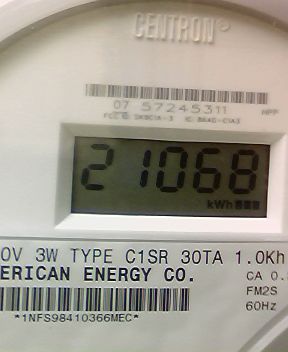 CENTRON®
07 57245311
HPP
21068
kWh
0V 3W TYPE C1SR 30TA 1.0Kh
ERICAN ENERGY CO.
CA 0.
FM2S
60Hz
*1NFS98410366MEC*